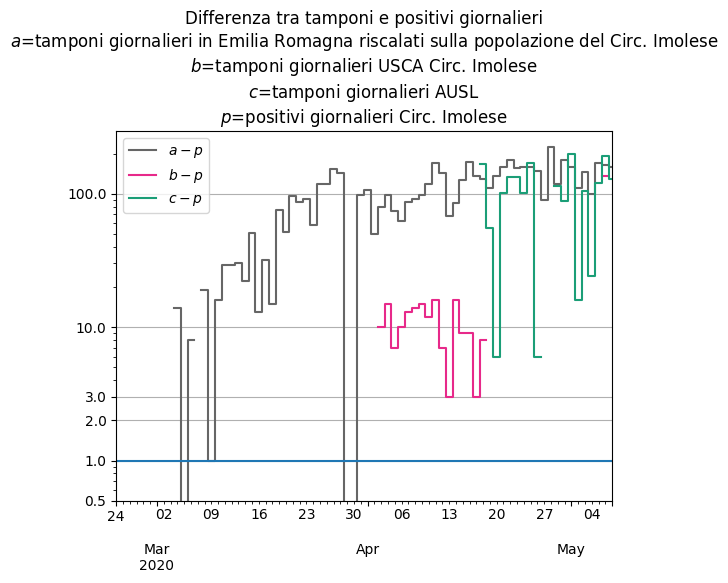 Differenza tra tamponi e positivi giornalieri
a=tamponi giornalieri in Emilia Romagna riscalati sulla popolazione del Circ. Imolese
b=tamponi giornalieri USCA Circ. Imolese
c=tamponi giornalieri AUSL
p=positivi giornalieri Circ. Imolese
a − p
b − p
c − p
100.0
10.0
3.0
2.0
1.0
0.5
24 02 09 16 23 30 06 13 20 27 04
Mar Apr May
2020